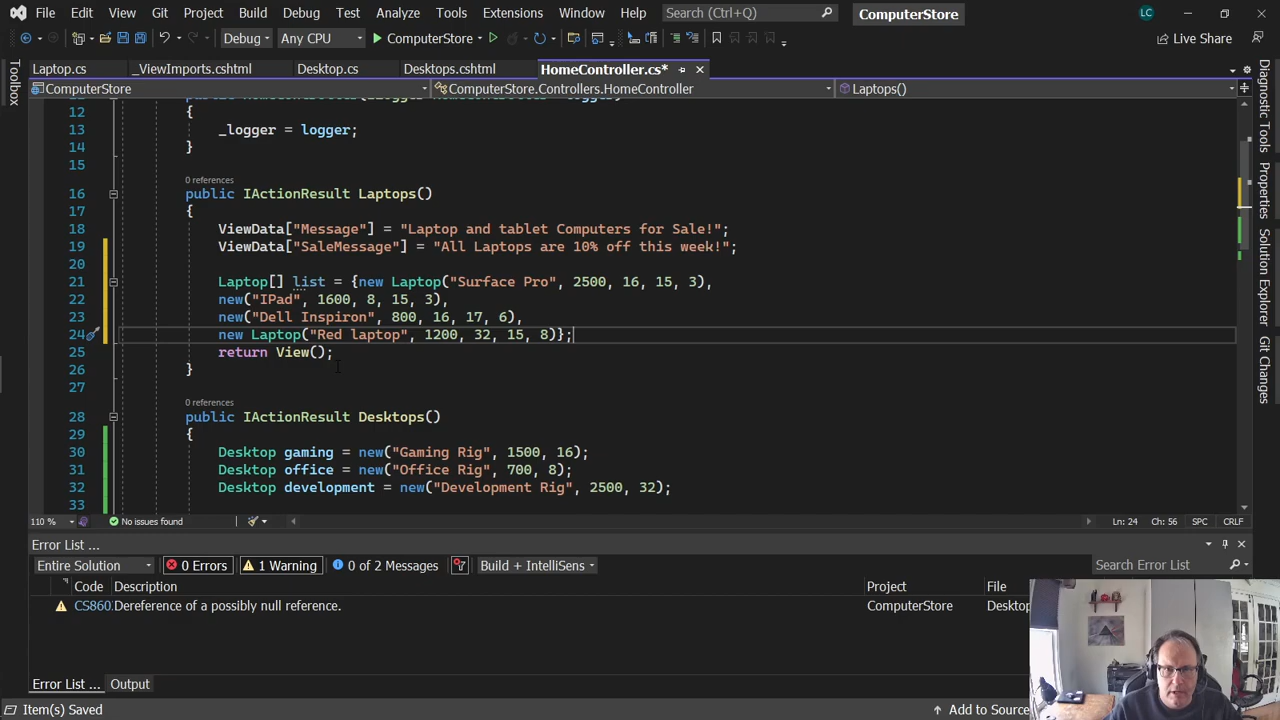 File Edit View Git Project Build Debug Test Analyze Tools Extensions Window Help Search (Ctrl+Q) ComputerStore LC
Debug Any CPU ComputerStore Live Share
Laptop.cs _ViewImports.cshtml Desktop.cs Desktops.cshtml HomeController.cs*
ComputerStore ComputerStore.Controllers.HomeController Laptops()
Toolbox
Diagnostic Tools
Properties
Solution Explorer
Git Changes
12 {
13 _logger = logger;
14 }
15
0 references
16 public IActionResult Laptops()
17 {
18 ViewData["Message"] = "Laptop and tablet Computers for Sale!";
19 ViewData["SaleMessage"] = "All Laptops are 10% off this week!";
20
21 Laptop[] list = {new Laptop("Surface Pro", 2500, 16, 15, 3),
22 new("IPad", 1600, 8, 15, 3),
23 new("Dell Inspiron", 800, 16, 17, 6),
24 new Laptop("Red laptop", 1200, 32, 15, 8)};
25 return View();
26 }
27
0 references
28 public IActionResult Desktops()
29 {
30 Desktop gaming = new("Gaming Rig", 1500, 16);
31 Desktop office = new("Office Rig", 700, 8);
32 Desktop development = new("Development Rig", 2500, 32);
33
110 % No issues found Ln: 24 Ch: 56 SPC CRLF
Error List ...
Entire Solution 0 Errors 1 Warning 0 of 2 Messages Build + IntelliSens Search Error List
Code Description Project File
CS860 Dereference of a possibly null reference. ComputerStore Desktop
Error List ... Output
Item(s) Saved Add to Source